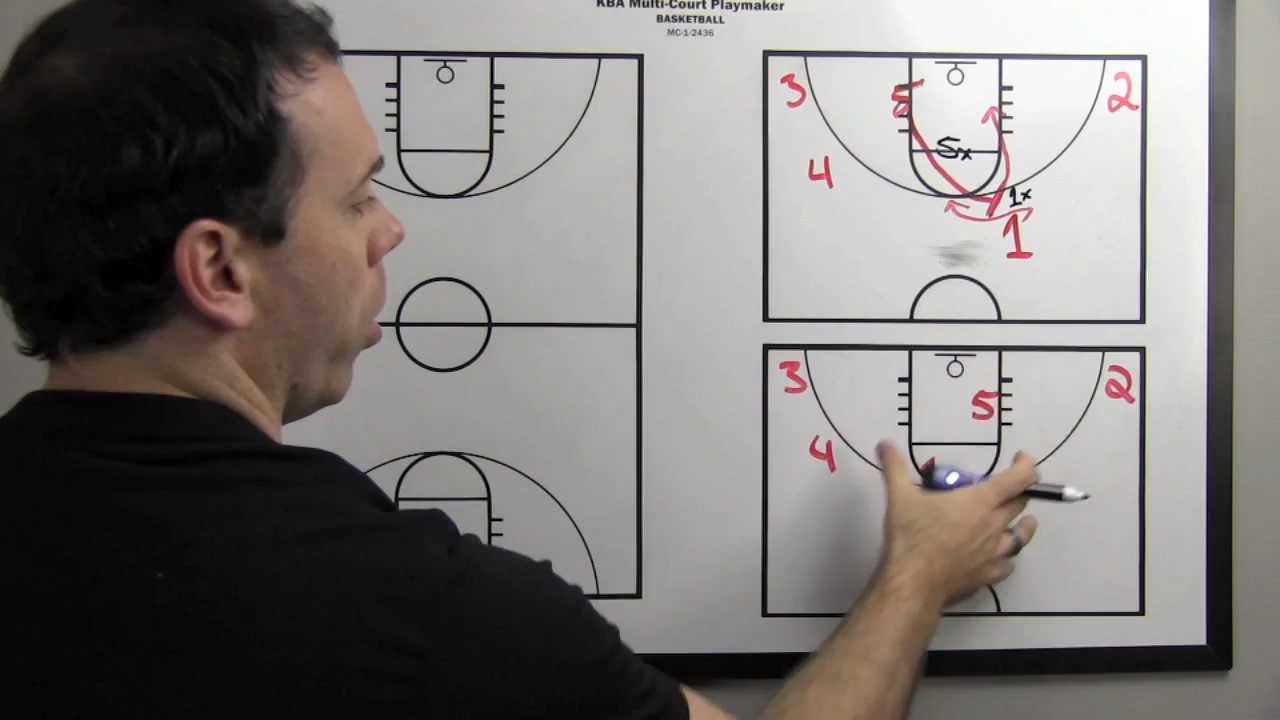 KBA Multi-Court Playmaker
BASKETBALL
MC-1-2436
3 5 2
5x
4
1x
1
3 5 2
4